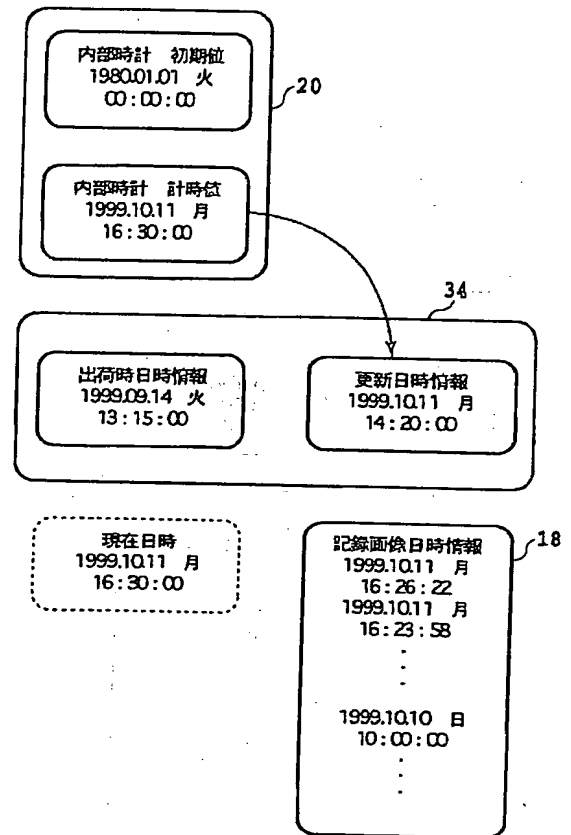 内部時計 初期値
1980.01.01 火
00:00:00
20
内部時計 計時値
1999.10.11 月
16:30:00
34
出荷時日時情報
1999.09.14 火
13:15:00
更新日時情報
1999.10.11 月
14:20:00
現在日時
1999.10.11 月
16:30:00
18
記録画像日時情報
1999.10.11 月
16:26:22
1999.10.11 月
16:23:58
1999.10.10 日
10:00:00